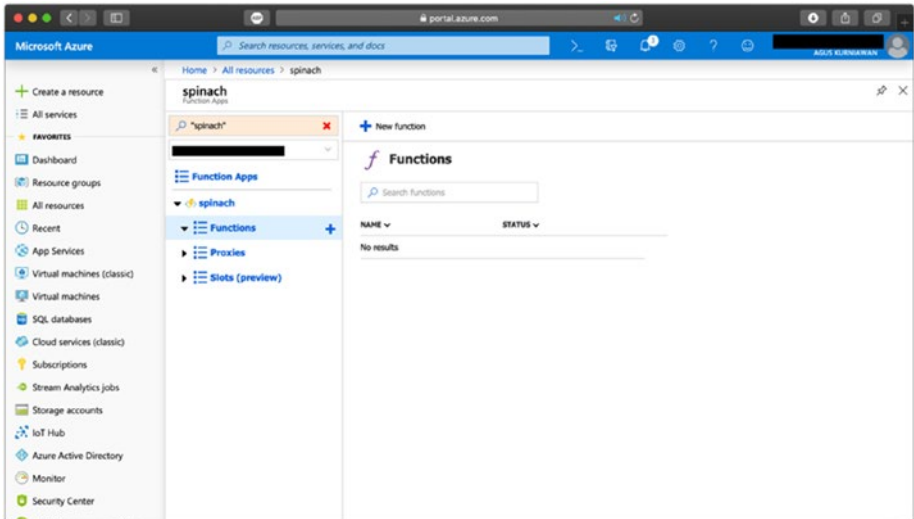 portal.azure.com
Microsoft Azure
Search resources, services, and docs
AGUS KURNIAWAN
Home > All resources > spinach
Create a resource
All services
FAVORITES
Dashboard
Resource groups
All resources
Recent
App Services
Virtual machines (classic)
Virtual machines
SQL databases
Cloud services (classic)
Subscriptions
Stream Analytics jobs
Storage accounts
IoT Hub
Azure Active Directory
Monitor
Security Center
spinach
Function Apps
"spinach"
Function Apps
spinach
Functions
Proxies
Slots (preview)
New function
Functions
Search functions
NAME STATUS
No results